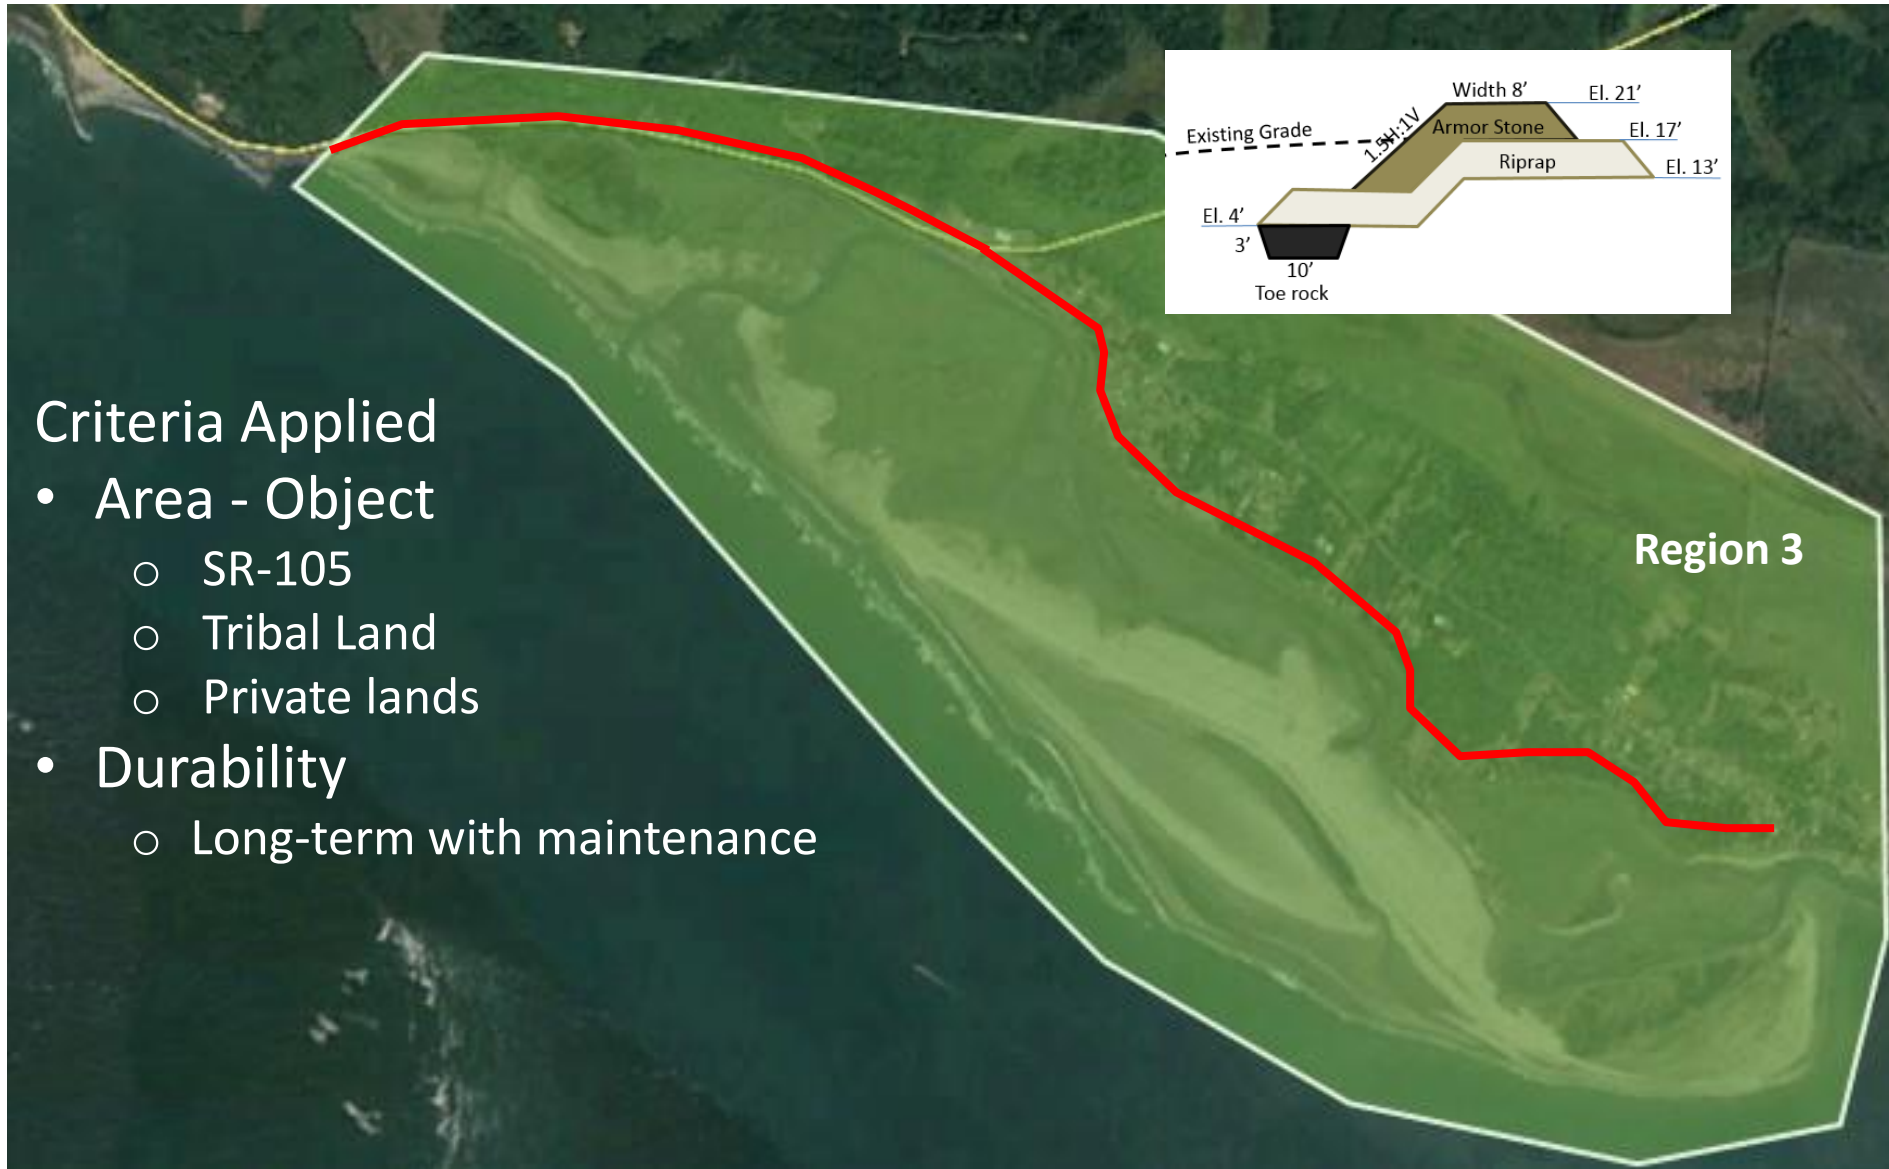 Width 8’
El. 21’
Existing Grade
1.5H:1V
Armor Stone
El. 17’
Riprap
El. 13’
El. 4’
3’
10’
Toe rock
Criteria Applied
• Area - Object
o SR-105
o Tribal Land
o Private lands
• Durability
o Long-term with maintenance
Region 3